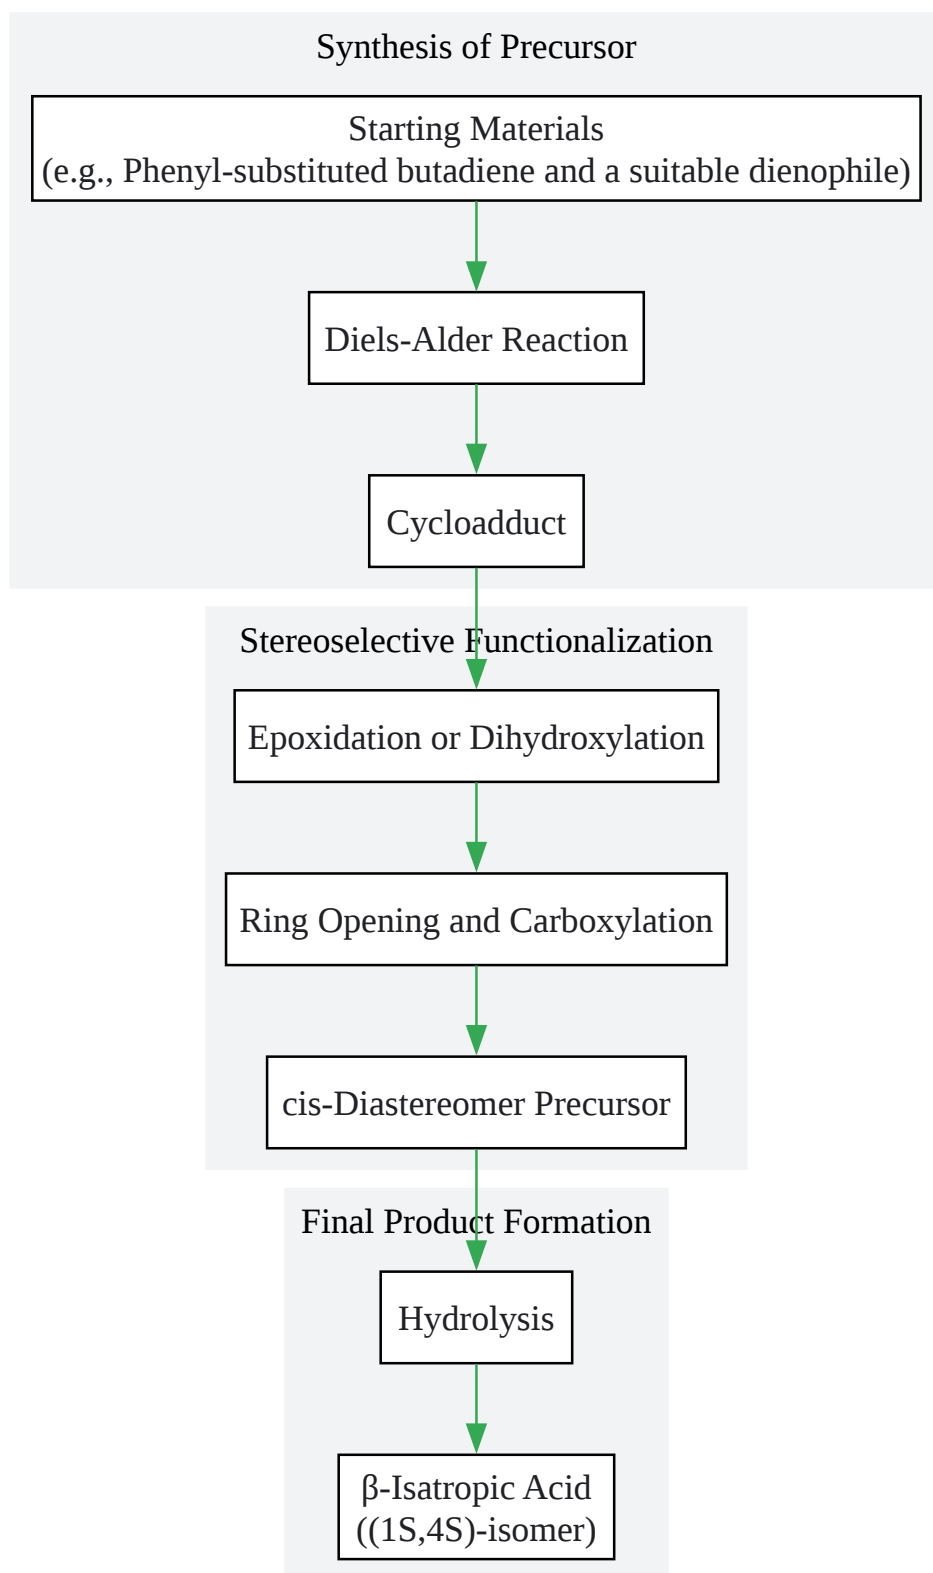 Synthesis of Precursor
Starting Materials
(e.g., Phenyl-substituted butadiene and a suitable dienophile)
Diels-Alder Reaction
Cycloadduct
Stereoselective Functionalization
Epoxidation or Dihydroxylation
Ring Opening and Carboxylation
cis-Diastereomer Precursor
Final Product Formation
Hydrolysis
β-Isatropic Acid
((1S,4S)-isomer)